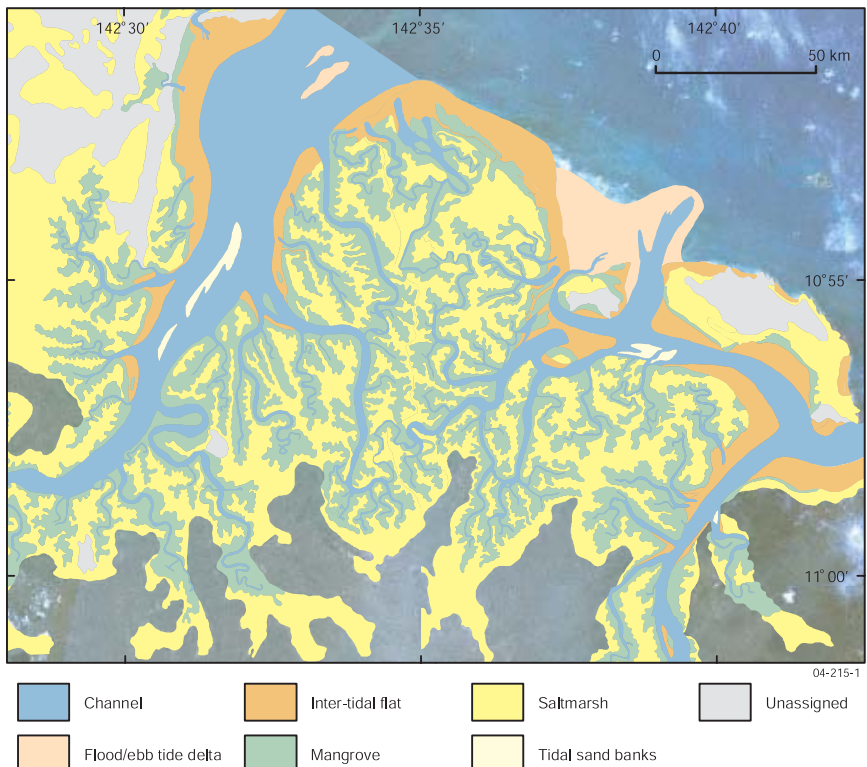 142°30' 142°35' 142°40'
0 50 km
10°55'
11°00'
04-215-1
Channel Inter-tidal flat Saltmarsh Unassigned
Flood/ebb tide delta Mangrove Tidal sand banks